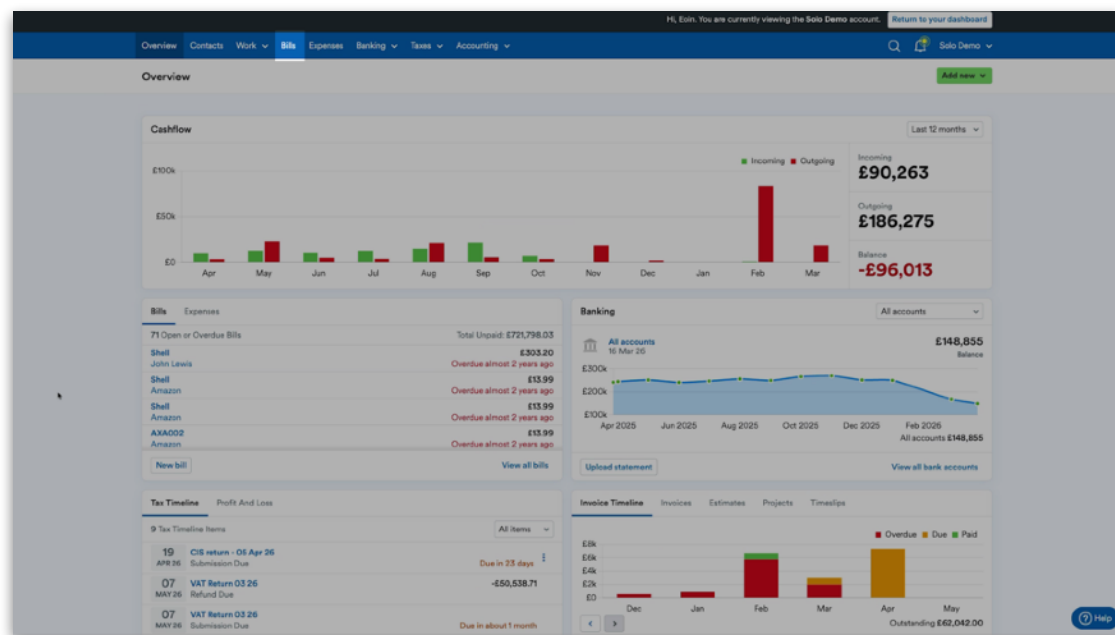 Hi, Eoin. You are currently viewing the Solo Demo account. Return to your dashboard
Overview Contacts Work Bills Expenses Banking Taxes Accounting Solo Demo
Overview Add new
Cashflow Last 12 months
Incoming Outgoing
£100k
£50k
£0
Apr May Jun Jul Aug Sep Oct Nov Dec Jan Feb Mar
Incoming
£90,263
Outgoing
£186,275
Balance
-£96,013
Bills Expenses
71 Open or Overdue Bills Total Unpaid: £721,798.03
Shell £303.20
John Lewis Overdue almost 2 years ago
Shell £13.99
Amazon Overdue almost 2 years ago
Shell £13.99
Amazon Overdue almost 2 years ago
AXA002 £13.99
Amazon Overdue almost 2 years ago
New bill View all bills
Banking All accounts
All accounts £148,855
16 Mar 26 Balance
£300k
£200k
£100k
Apr 2025 Jun 2025 Aug 2025 Oct 2025 Dec 2025 Feb 2026
All accounts £148,855
Upload statement View all bank accounts
Tax Timeline Profit And Loss
9 Tax Timeline Items All items
19 CIS return - 05 Apr 26
APR 26 Submission Due Due in 23 days
07 VAT Return 03 26 -£50,538.71
MAY 26 Refund Due
07 VAT Return 03 26
MAY 26 Submission Due Due in about 1 month
Invoice Timeline Invoices Estimates Projects Timeslips
Overdue Due Paid
£8k
£6k
£4k
£2k
£0
Dec Jan Feb Mar Apr May
Outstanding £62,042.00
Help